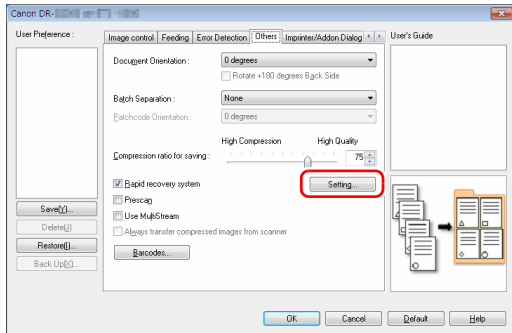 Canon DR-
User Preference :
Save(Y)...
Delete(J)
Restore(I)...
Back Up(X)...
Image control Feeding Error Detection Others Imprinter/Addon Dialog
Document Orientation : 0 degrees
Rotate +180 degrees Back Side
Batch Separation : None
Patchcode Orientation : 0 degrees
High Compression High Quality
Compression ratio for saving : 75
Rapid recovery system Setting...
Prescan
Use MultiStream
Always transfer compressed images from scanner
Barcodes...
User's Guide
OK Cancel Default Help